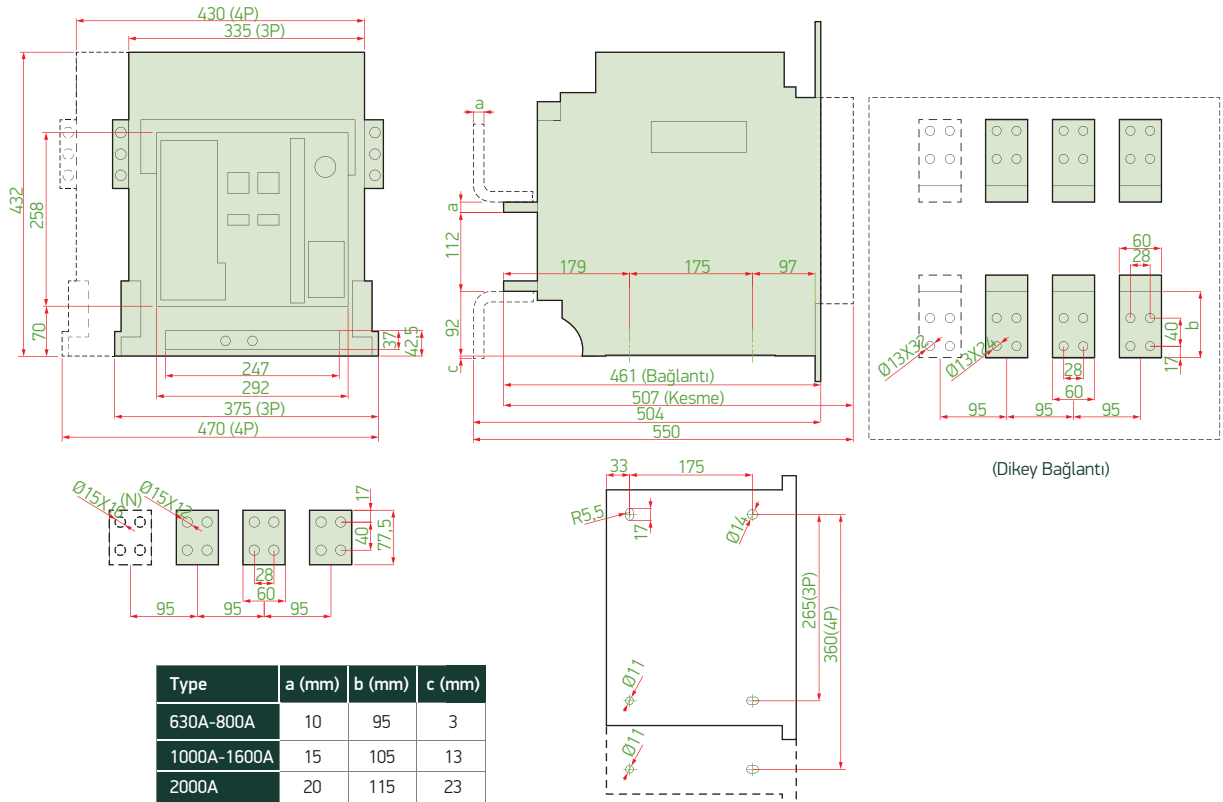 430 (4P)
335 (3P)
432
258
70
37
42,5
247
292
375 (3P)
470 (4P)
a
a
112
92
c
179
175
97
461 (Bağlantı)
507 (Kesme)
504
550
60
28
b
40
17
Ø13X32
Ø13X24
28
60
95
95
95
(Dikey Bağlantı)
Ø15X16
(N)
Ø15X12
17
40
77,5
28
60
95
95
95
33
175
R5,5
17
Ø14
265(3P)
360(4P)
Ø11
Ø11
Type a (mm) b (mm) c (mm)
630A-800A 10 95 3
1000A-1600A 15 105 13
2000A 20 115 23